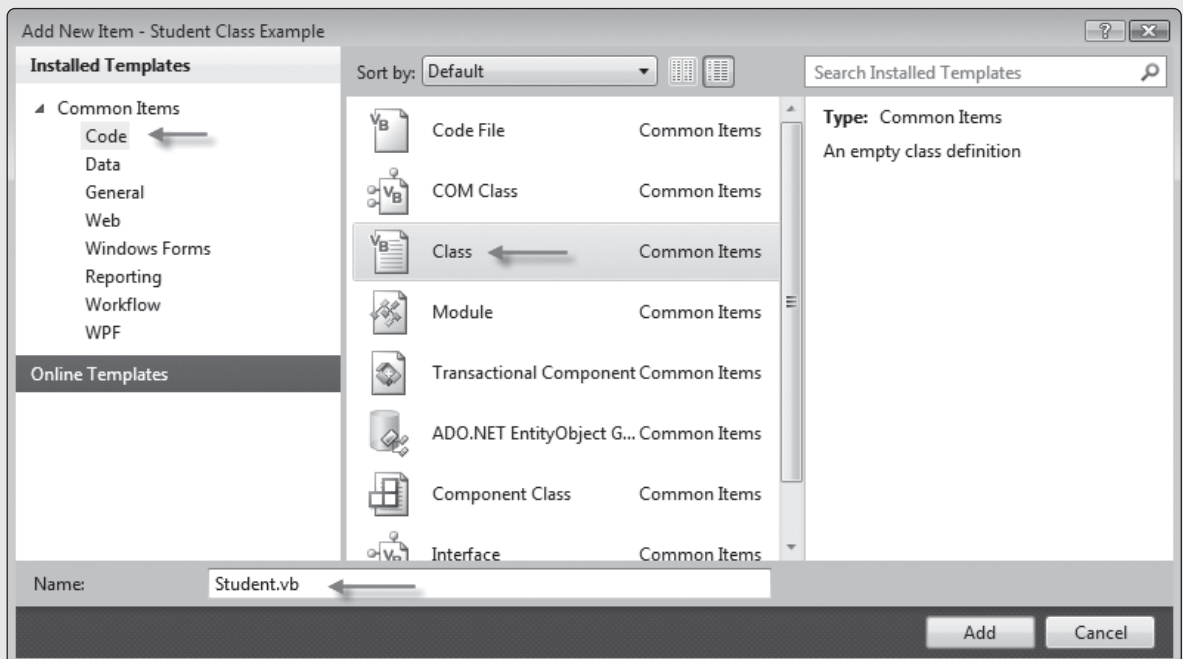 Add New Item - Student Class Example
Installed Templates
Common Items
Code
Data
General
Web
Windows Forms
Reporting
Workflow
WPF
Online Templates
Sort by: Default
Code File Common Items
COM Class Common Items
Class Common Items
Module Common Items
Transactional Component Common Items
ADO.NET EntityObject G... Common Items
Component Class Common Items
Interface Common Items
Search Installed Templates
Type: Common Items
An empty class definition
Name: Student.vb
Add Cancel